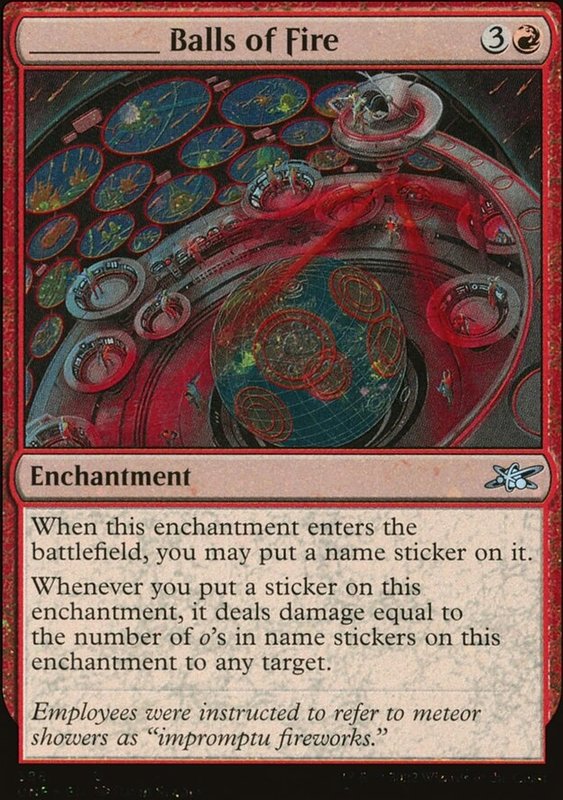 ________ Balls of Fire 3
Enchantment
When this enchantment enters the
battlefield, you may put a name sticker on it.
Whenever you put a sticker on this
enchantment, it deals damage equal to
the number of o's in name stickers on this
enchantment to any target.
Employees were instructed to refer to meteor
showers as “impromptu fireworks.”